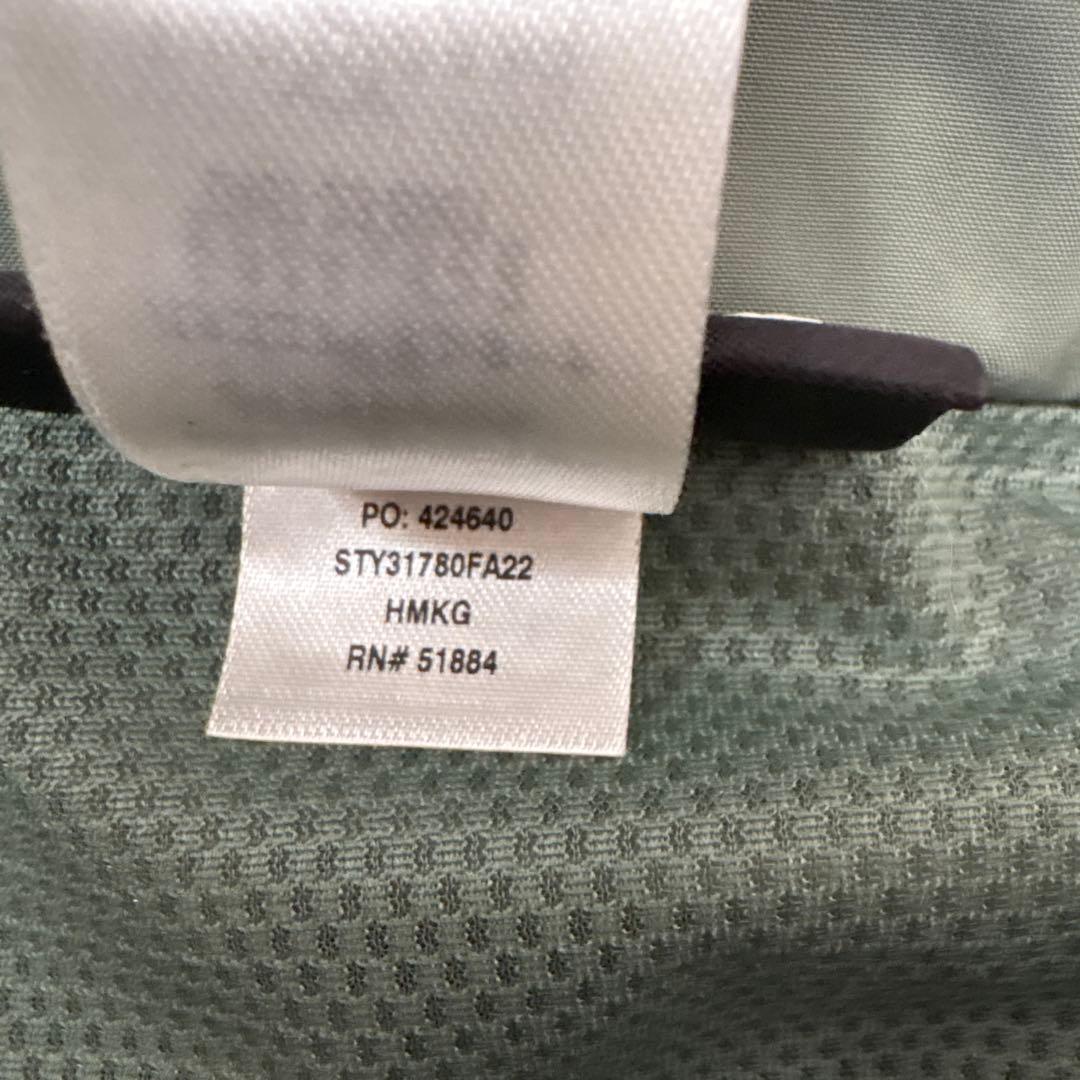 PO: 424640
STY31780FA22
HMKG
RN# 51884